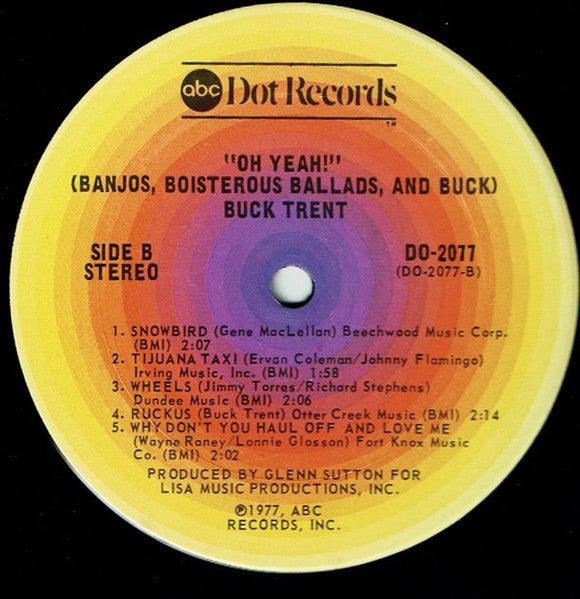 abc Dot Records
TM
"OH YEAH!"
(BANJOS, BOISTEROUS BALLADS, AND BUCK)
BUCK TRENT
SIDE B DO-2077
STEREO (DO-2077-B)
1. SNOWBIRD (Gene MacLellan) Beechwood Music Corp.
(BMI) 2:07
2. TIJUANA TAXI (Ervan Coleman/Johnny Flamingo)
Irving Music, Inc. (BMI) 1:58
3. WHEELS (Jimmy Torres/Richard Stephens)
Dundee Music (BMI) 2:06
4. RUCKUS (Buck Trent) Otter Creek Music (BMI) 2:14
5. WHY DON'T YOU HAUL OFF AND LOVE ME
(Wayne Raney/Lonnie Glosson) Fort Knox Music
Co. (BMI) 2:02
PRODUCED BY GLENN SUTTON FOR
LISA MUSIC PRODUCTIONS, INC.
℗1977, ABC
RECORDS, INC.